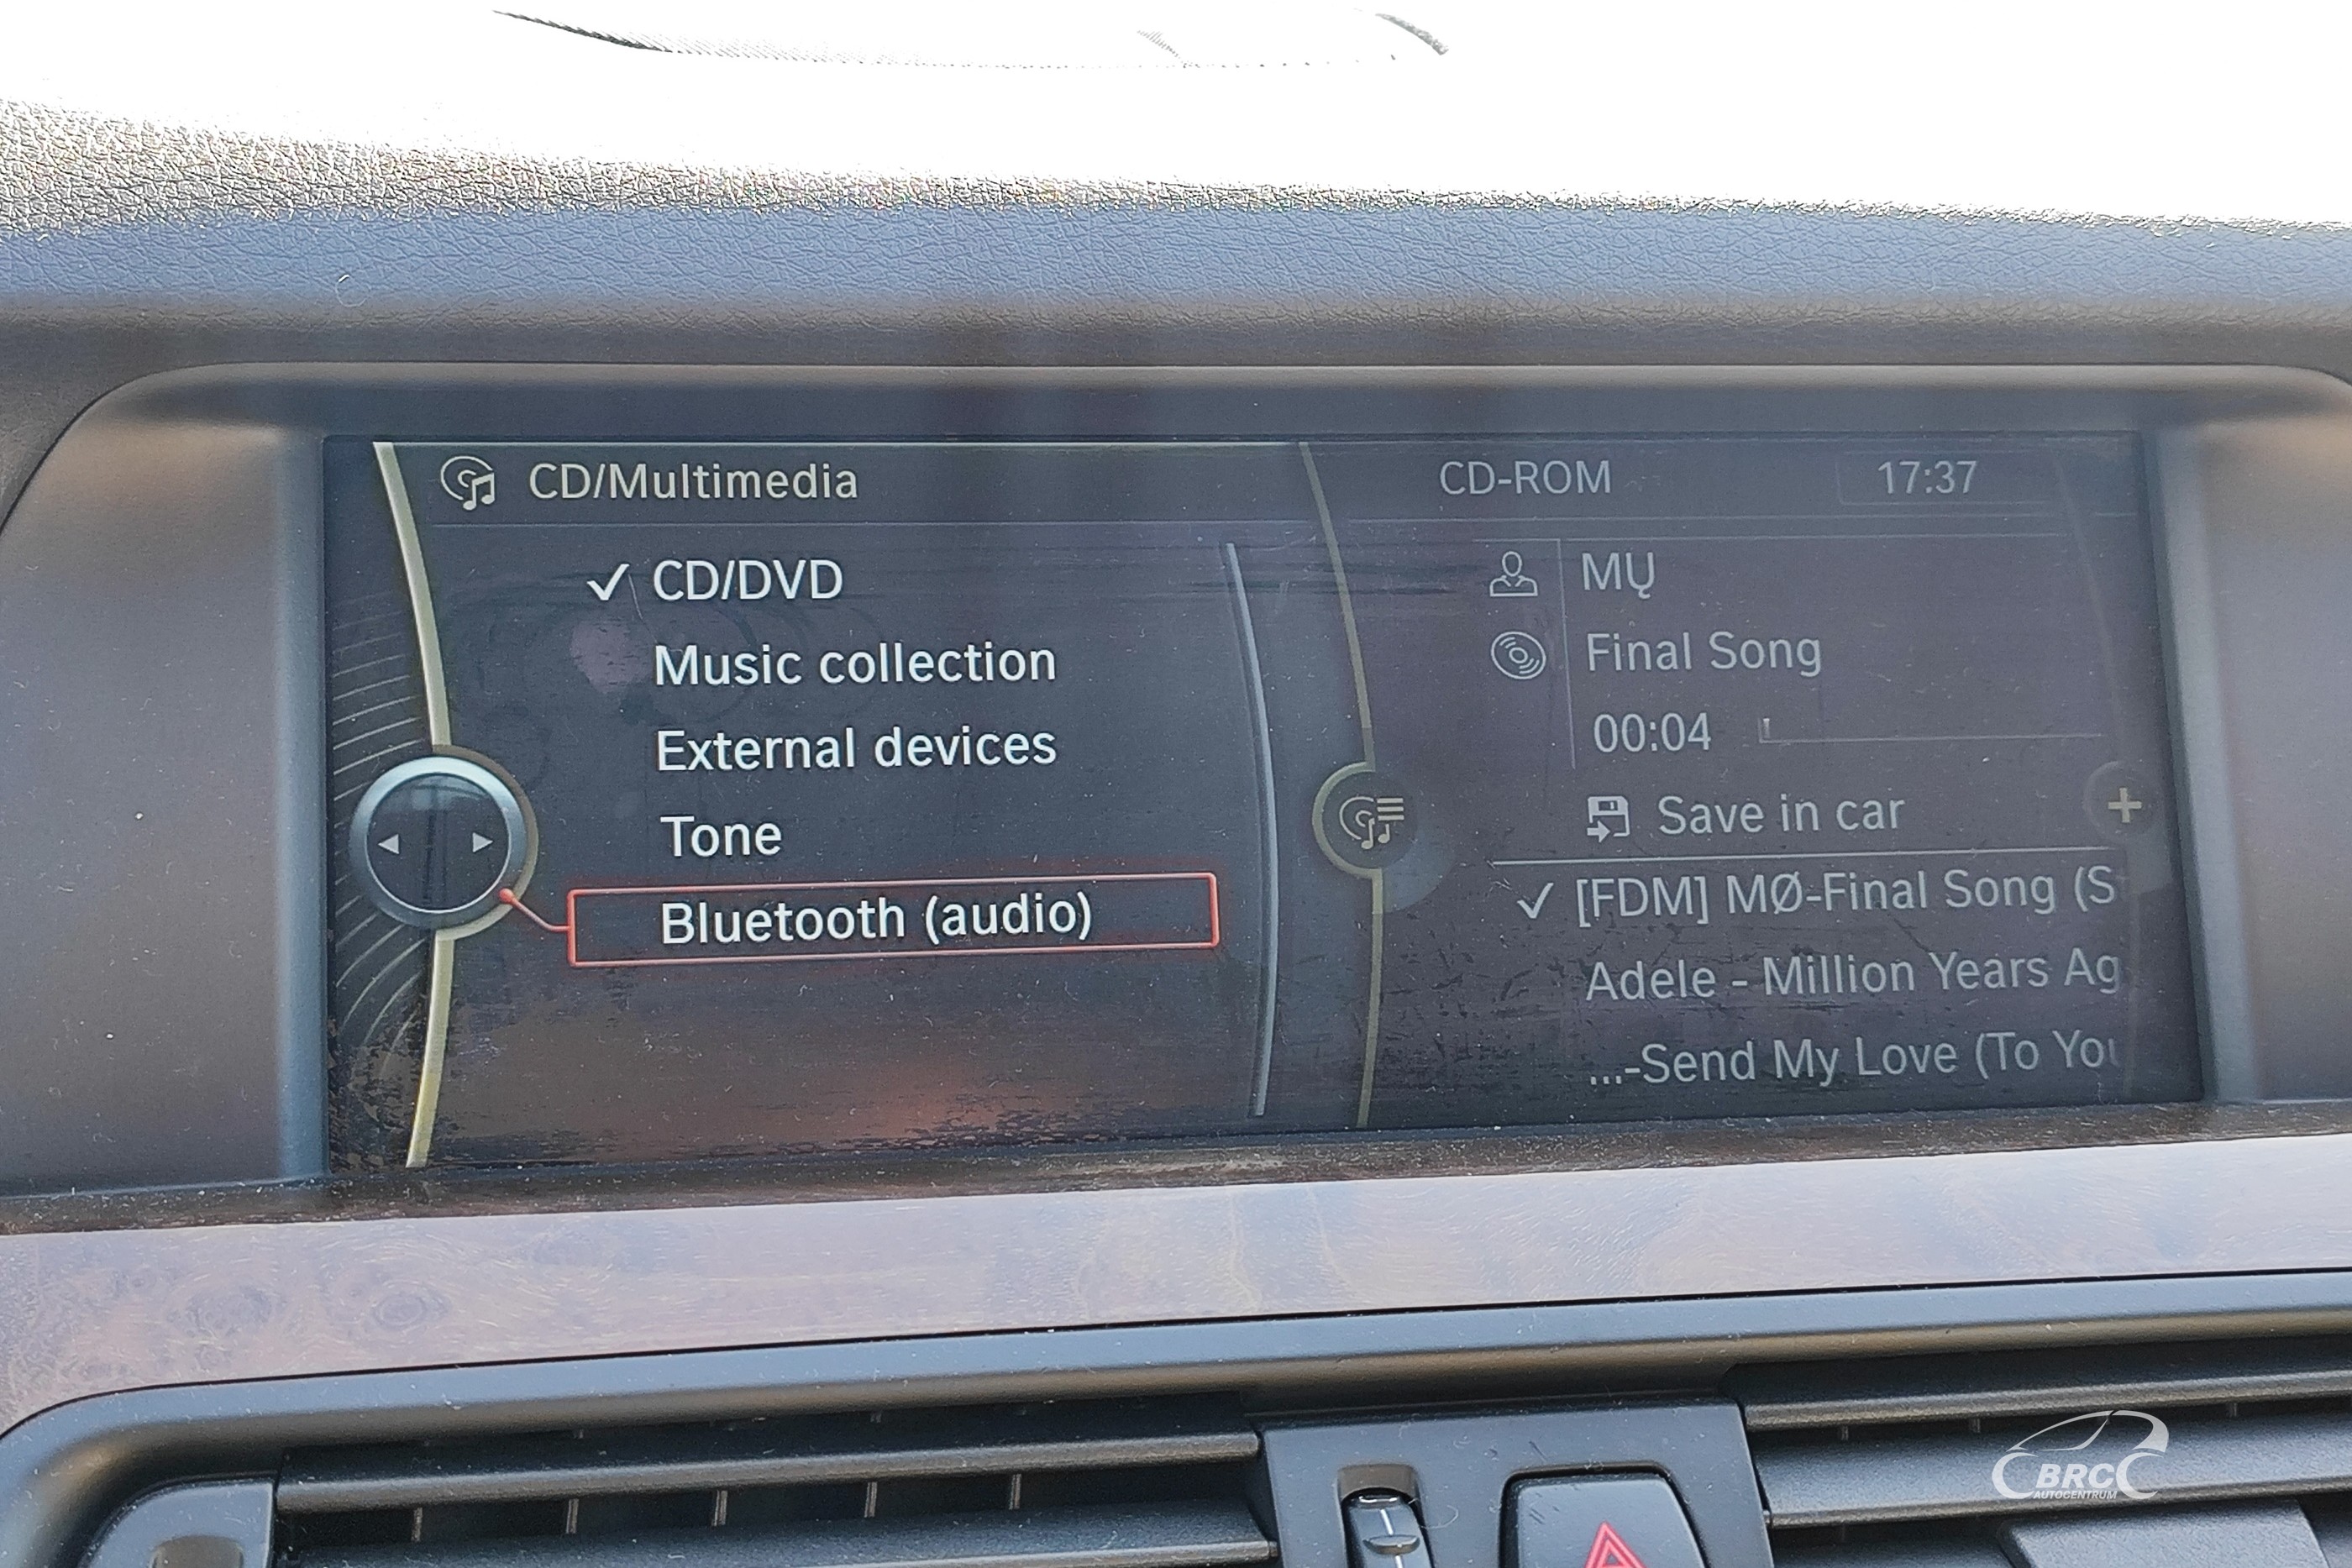 CD/Multimedia
✓ CD/DVD
Music collection
External devices
Tone
Bluetooth (audio)
CD-ROM
17:37
MŲ
Final Song
00:04
Save in car
✓ [FDM] MØ-Final Song (S
Adele - Million Years Ag
...-Send My Love (To You
BRC
AUTOCENTRUM